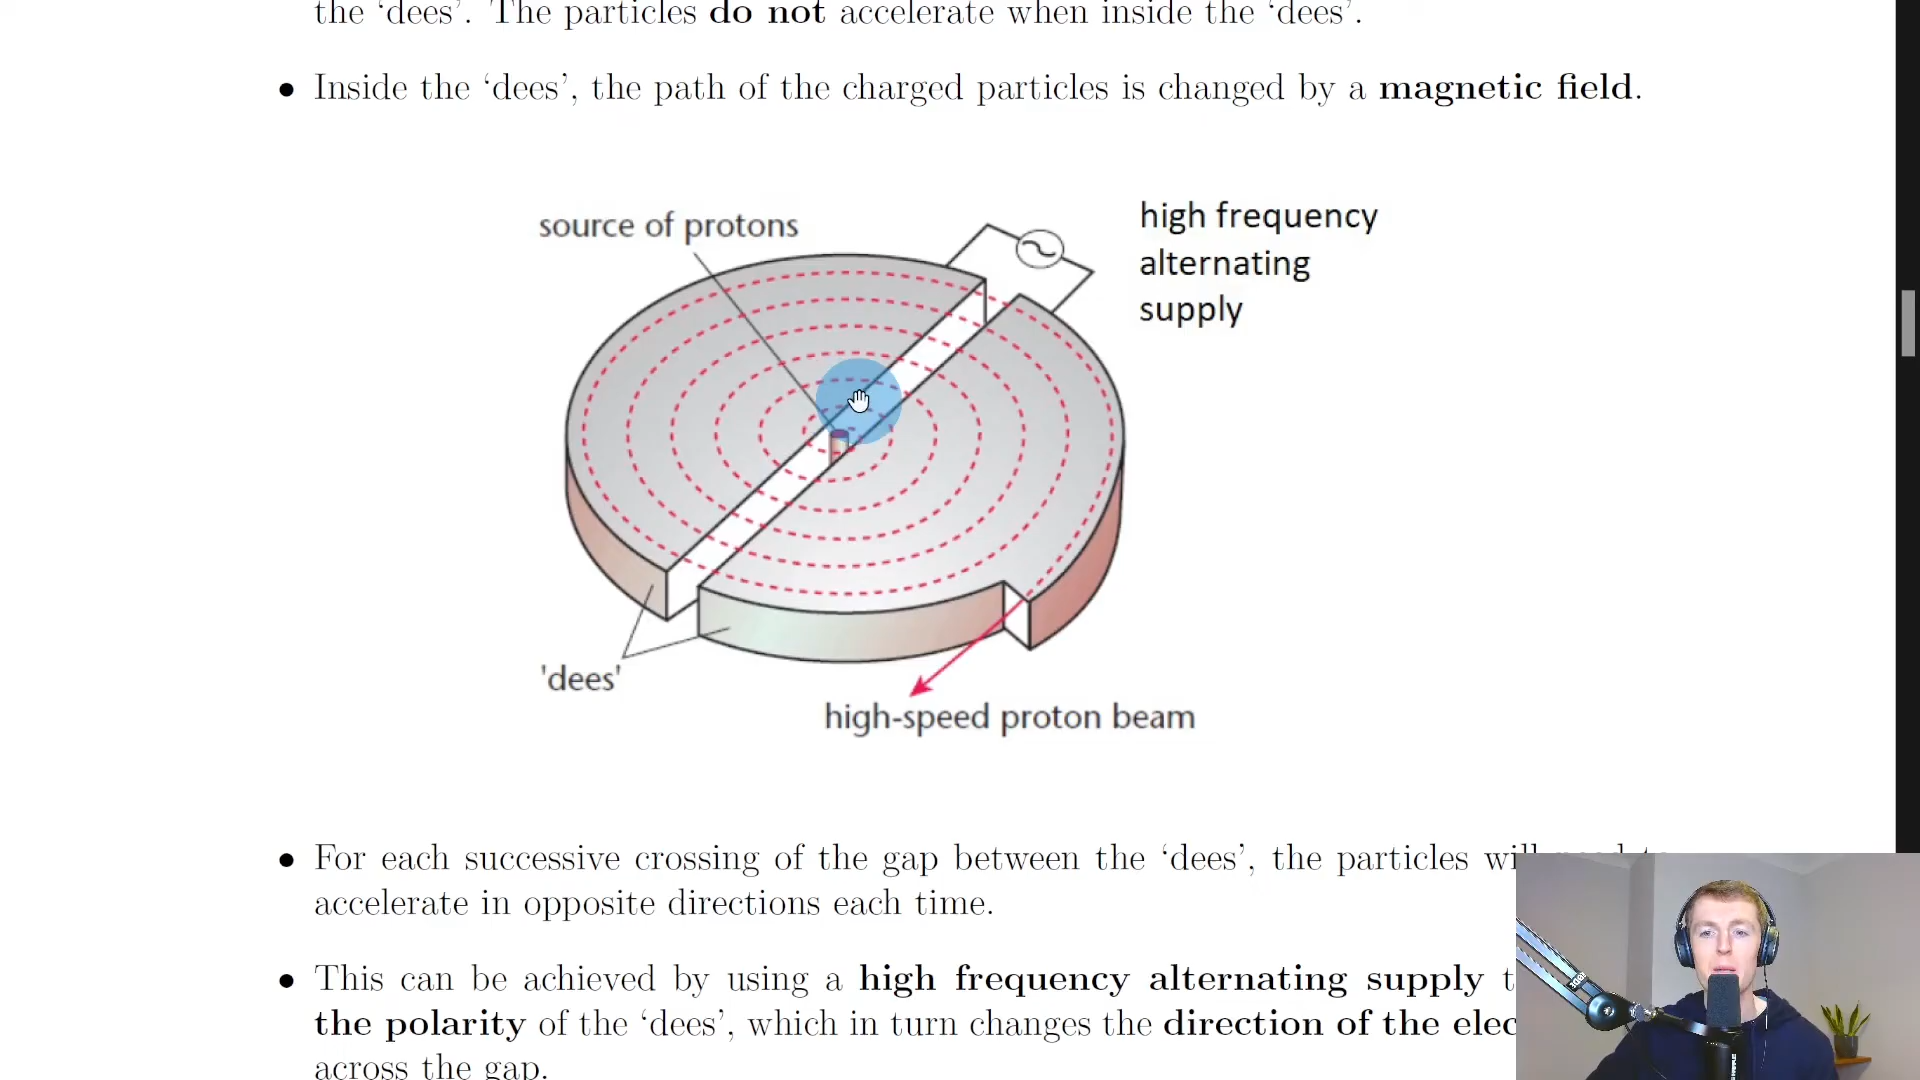 the ‘dees’. The particles do not accelerate when inside the ‘dees’.
• Inside the ‘dees’, the path of the charged particles is changed by a magnetic field.
source of protons
high frequency
alternating
supply
'dees'
high-speed proton beam
• For each successive crossing of the gap between the ‘dees’, the particles
accelerate in opposite directions each time.
• This can be achieved by using a high frequency alternating supply
the polarity of the ‘dees’, which in turn changes the direction of the
across the gap.